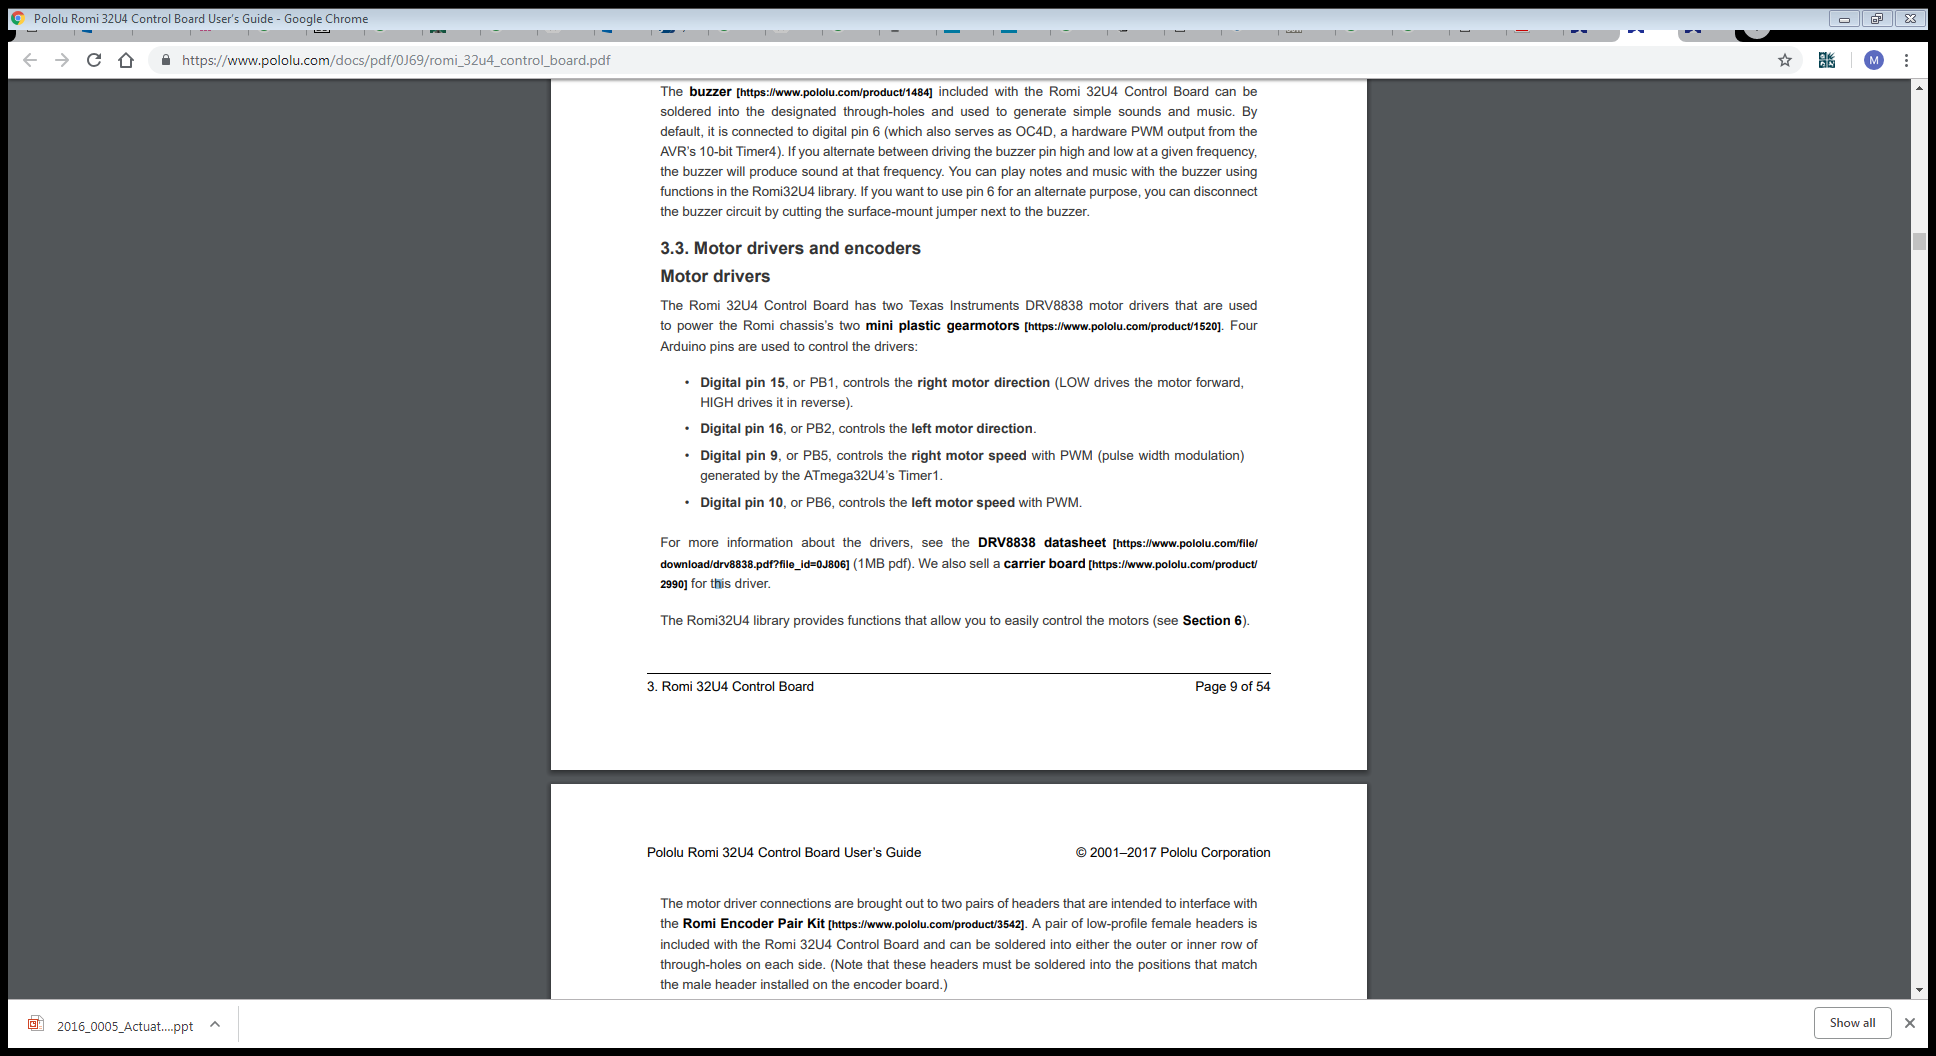 Pololu Romi 32U4 Control Board User's Guide - Google Chrome
https://www.pololu.com/docs/pdf/0J69/romi_32u4_control_board.pdf
M
The buzzer [https://www.pololu.com/product/1484] included with the Romi 32U4 Control Board can be
soldered into the designated through-holes and used to generate simple sounds and music. By
default, it is connected to digital pin 6 (which also serves as OC4D, a hardware PWM output from the
AVR’s 10-bit Timer4). If you alternate between driving the buzzer pin high and low at a given frequency,
the buzzer will produce sound at that frequency. You can play notes and music with the buzzer using
functions in the Romi32U4 library. If you want to use pin 6 for an alternate purpose, you can disconnect
the buzzer circuit by cutting the surface-mount jumper next to the buzzer.
3.3. Motor drivers and encoders
Motor drivers
The Romi 32U4 Control Board has two Texas Instruments DRV8838 motor drivers that are used
to power the Romi chassis’s two mini plastic gearmotors [https://www.pololu.com/product/1520]. Four
Arduino pins are used to control the drivers:
• Digital pin 15, or PB1, controls the right motor direction (LOW drives the motor forward,
HIGH drives it in reverse).
• Digital pin 16, or PB2, controls the left motor direction.
• Digital pin 9, or PB5, controls the right motor speed with PWM (pulse width modulation)
generated by the ATmega32U4’s Timer1.
• Digital pin 10, or PB6, controls the left motor speed with PWM.
For more information about the drivers, see the DRV8838 datasheet [https://www.pololu.com/file/
download/drv8838.pdf?file_id=0J806] (1MB pdf). We also sell a carrier board [https://www.pololu.com/product/
2990] for this driver.
The Romi32U4 library provides functions that allow you to easily control the motors (see Section 6).
3. Romi 32U4 Control Board Page 9 of 54
Pololu Romi 32U4 Control Board User’s Guide © 2001–2017 Pololu Corporation
The motor driver connections are brought out to two pairs of headers that are intended to interface with
the Romi Encoder Pair Kit [https://www.pololu.com/product/3542]. A pair of low-profile female headers is
included with the Romi 32U4 Control Board and can be soldered into either the outer or inner row of
through-holes on each side. (Note that these headers must be soldered into the positions that match
the male header installed on the encoder board.)
2016_0005_Actuat....ppt Show all